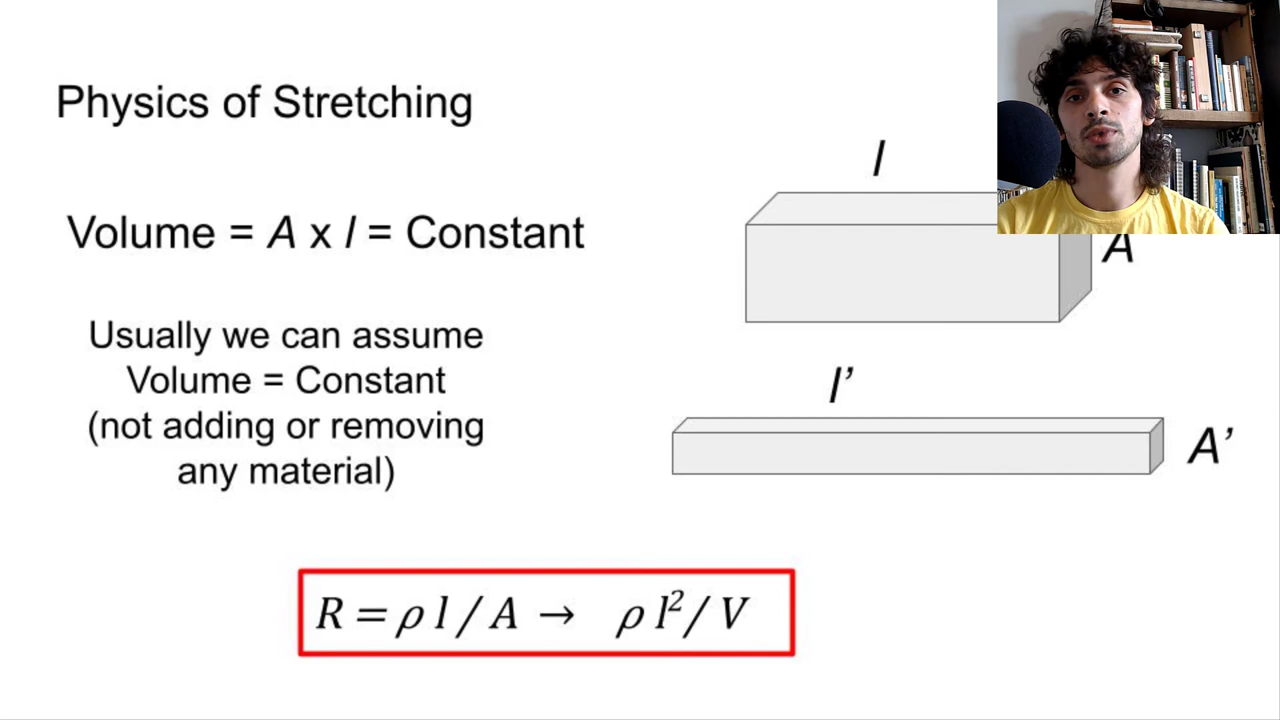 Physics of Stretching
l
Volume = A x l = Constant
A
Usually we can assume
Volume = Constant
(not adding or removing
any material)
l’
A’
R = ρ l / A → ρ l² / V